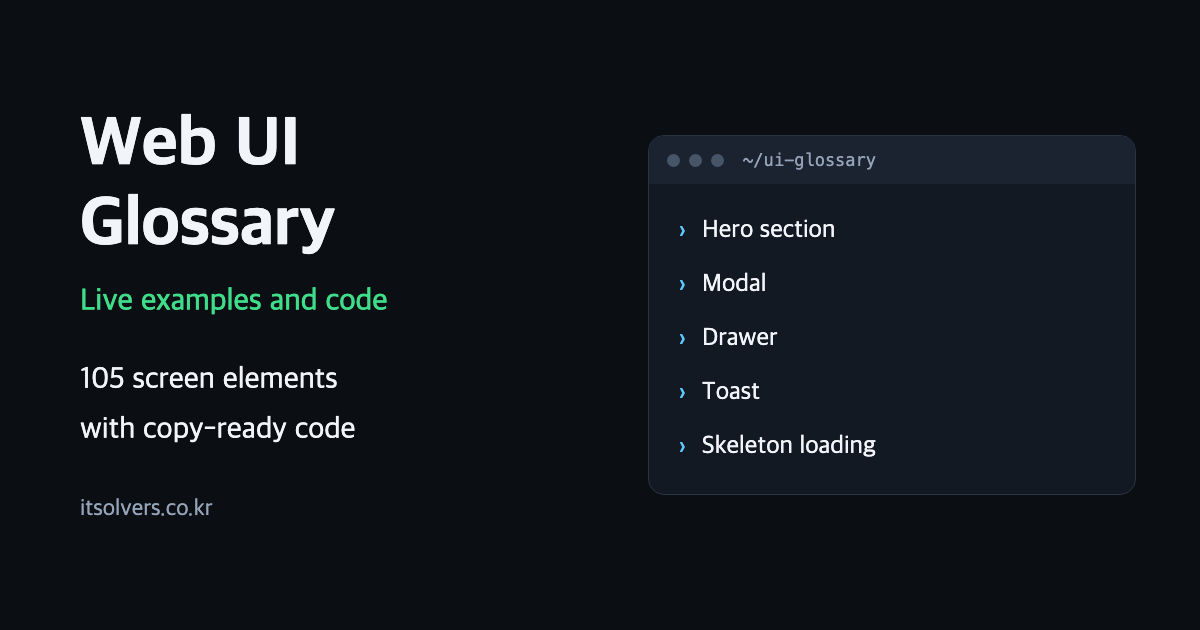 Web UI
Glossary
Live examples and code
105 screen elements
with copy-ready code
itsolvers.co.kr
~/ui-glossary
› Hero section
› Modal
› Drawer
› Toast
› Skeleton loading